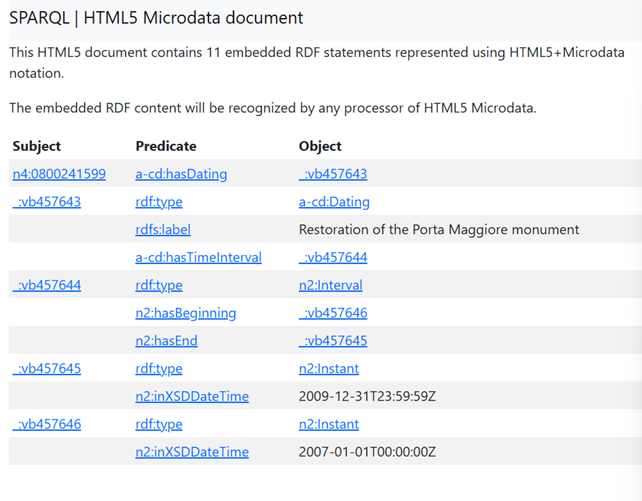 SPARQL | HTML5 Microdata document
This HTML5 document contains 11 embedded RDF statements represented using HTML5+Microdata
notation.
The embedded RDF content will be recognized by any processor of HTML5 Microdata.
Subject Predicate Object
n4:0800241599 a-cd:hasDating _:vb457643
_:vb457643 rdf:type a-cd:Dating
rdfs:label Restoration of the Porta Maggiore monument
a-cd:hasTimeInterval _:vb457644
_:vb457644 rdf:type n2:Interval
n2:hasBeginning _:vb457646
n2:hasEnd _:vb457645
_:vb457645 rdf:type n2:Instant
n2:inXSDDateTime 2009-12-31T23:59:59Z
_:vb457646 rdf:type n2:Instant
n2:inXSDDateTime 2007-01-01T00:00:00Z